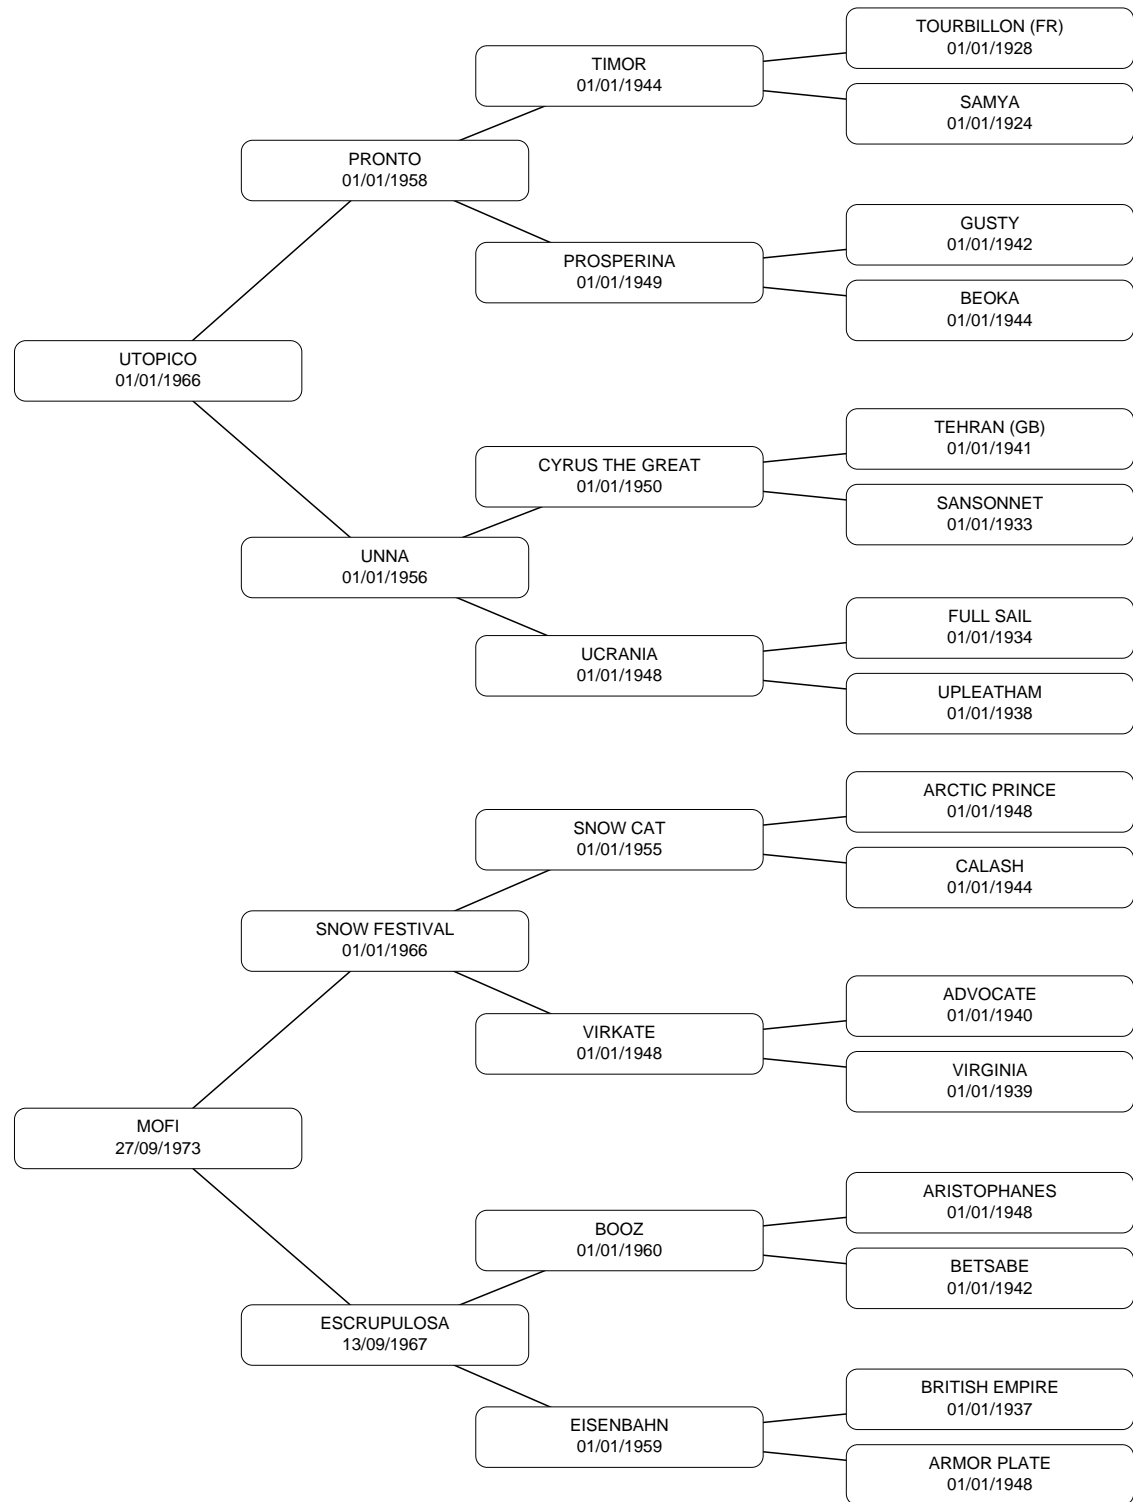 TOURBILLON (FR)
01/01/1928
TIMOR
01/01/1944
SAMYA
01/01/1924
PRONTO
01/01/1958
GUSTY
01/01/1942
PROSPERINA
01/01/1949
BEOKA
01/01/1944
UTOPICO
01/01/1966
TEHRAN (GB)
01/01/1941
CYRUS THE GREAT
01/01/1950
SANSONNET
01/01/1933
UNNA
01/01/1956
FULL SAIL
01/01/1934
UCRANIA
01/01/1948
UPLEATHAM
01/01/1938
ARCTIC PRINCE
01/01/1948
SNOW CAT
01/01/1955
CALASH
01/01/1944
SNOW FESTIVAL
01/01/1966
ADVOCATE
01/01/1940
VIRKATE
01/01/1948
VIRGINIA
01/01/1939
MOFI
27/09/1973
ARISTOPHANES
01/01/1948
BOOZ
01/01/1960
BETSABE
01/01/1942
ESCRUPULOSA
13/09/1967
BRITISH EMPIRE
01/01/1937
EISENBAHN
01/01/1959
ARMOR PLATE
01/01/1948